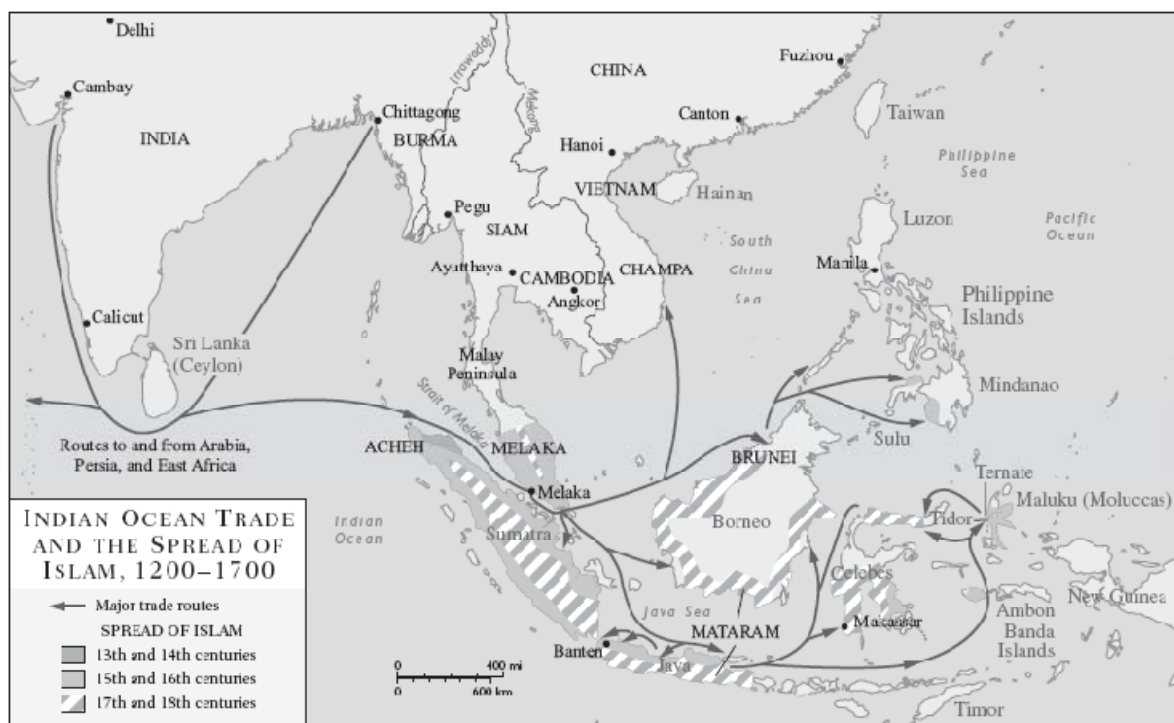 Delhi
Cambay
INDIA
Calicut
Sri Lanka
(Ceylon)
Chittagong
BURMA
Irrawaddy
Mekong
Pegu
SIAM
Ayutthaya
CAMBODIA
Angkor
CHINA
Hanoi
VIETNAM
CHAMPA
Canton
Fuzhou
Taiwan
Hainan
Philippine
Sea
Pacific
Ocean
South
China
Sea
Luzon
Manila
Philippine
Islands
Mindanao
Sulu
Malay
Peninsula
Strait of Melaka
ACHEH
MELAKA
Melaka
Sumatra
BRUNEI
Borneo
Ternate
Tidor
Maluku (Moluccas)
Celebes
Makassar
New Guinea
Ambon
Banda
Islands
Java Sea
MATARAM
Banten
Java
Timor
Indian
Ocean
Routes to and from Arabia,
Persia, and East Africa
INDIAN OCEAN TRADE
AND THE SPREAD OF
ISLAM, 1200–1700
Major trade routes
SPREAD OF ISLAM
13th and 14th centuries
15th and 16th centuries
17th and 18th centuries
0 400 mi
0 600 km